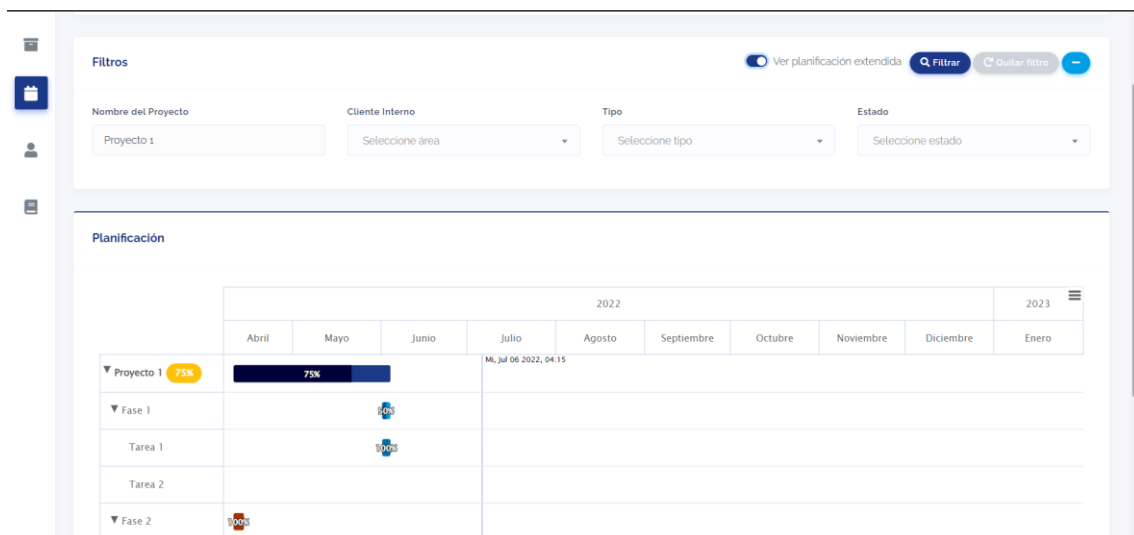 Filtros
Ver planificación extendida
Filtrar
Quitar filtro
Nombre del Proyecto
Cliente Interno
Tipo
Estado
Proyecto 1
Seleccione área
Seleccione tipo
Seleccione estado
Planificación
2022
2023
Abril
Mayo
Junio
Julio
Agosto
Septiembre
Octubre
Noviembre
Diciembre
Enero
Mi, Jul 06 2022, 04:15
Proyecto 1 75%
75%
Fase 1
50%
Tarea 1
100%
Tarea 2
Fase 2
100%